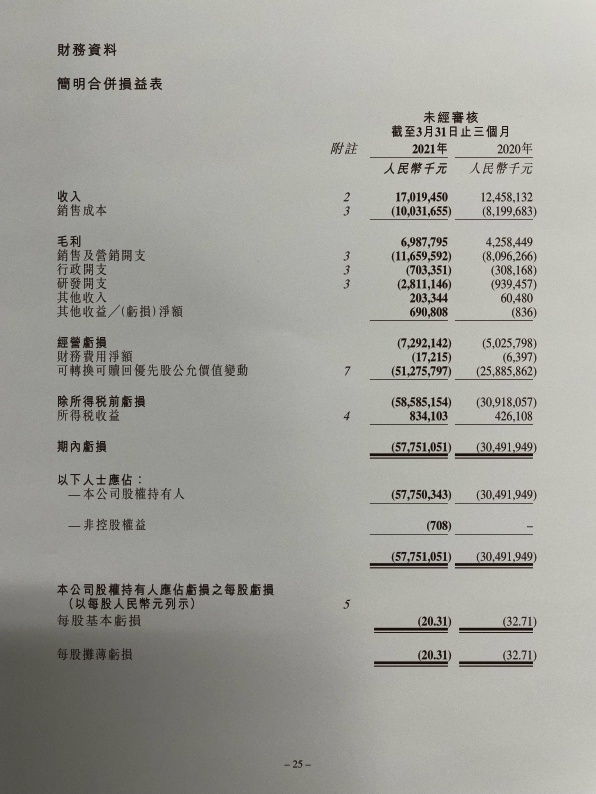 財務資料
簡明合併損益表
未經審核
截至3月31日止三個月
附註 2021年 2020年
人民幣千元 人民幣千元
收入 2 17,019,450 12,458,132
銷售成本 3 (10,031,655) (8,199,683)
毛利 6,987,795 4,258,449
銷售及營銷開支 3 (11,659,592) (8,096,266)
行政開支 3 (703,351) (308,168)
研發開支 3 (2,811,146) (939,457)
其他收入 203,344 60,480
其他收益╱(虧損)淨額 690,808 (836)
經營虧損 (7,292,142) (5,025,798)
財務費用淨額 (17,215) (6,397)
可轉換可贖回優先股公允價值變動 7 (51,275,797) (25,885,862)
除所得稅前虧損 (58,585,154) (30,918,057)
所得稅收益 4 834,103 426,108
期內虧損 (57,751,051) (30,491,949)
以下人士應佔：
—本公司股權持有人 (57,750,343) (30,491,949)
—非控股權益 (708) –
(57,751,051) (30,491,949)
本公司股權持有人應佔虧損之每股虧損
（以每股人民幣元列示） 5
每股基本虧損 (20.31) (32.71)
每股攤薄虧損 (20.31) (32.71)
– 25 –